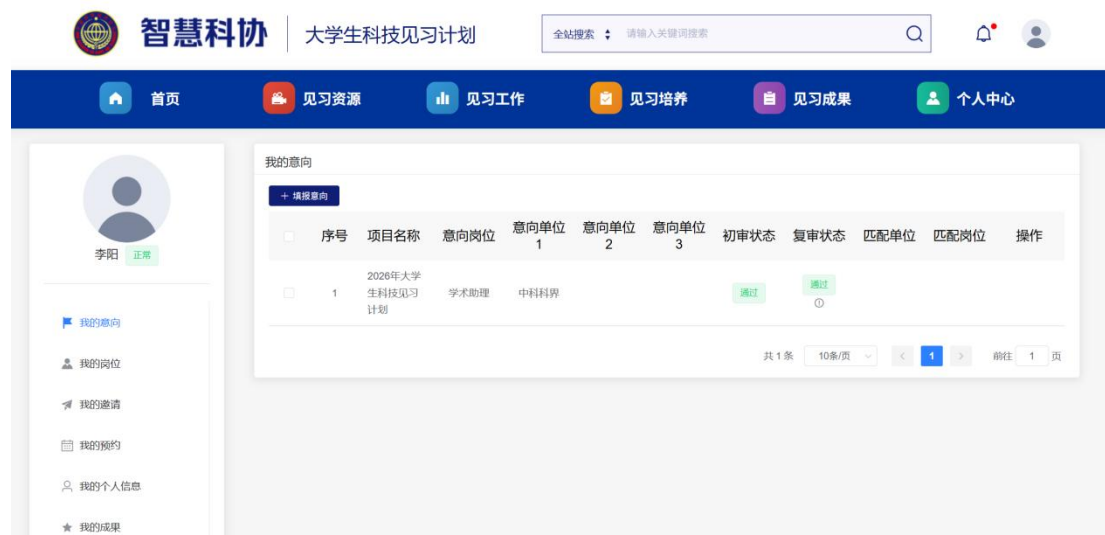 智慧科协 大学生科技见习计划 全站搜索 请输入关键词搜索
首页 见习资源 见习工作 见习培养 见习成果 个人中心
李阳 正常
我的意向
我的岗位
我的邀请
我的预约
我的个人信息
我的成果
我的意向
+ 填报意向
序号 项目名称 意向岗位 意向单位1 意向单位2 意向单位3 初审状态 复审状态 匹配单位 匹配岗位 操作
1 2026年大学生科技见习计划 学术助理 中科科界 通过 通过
共 1 条 10条/页 < 1 > 前往 1 页